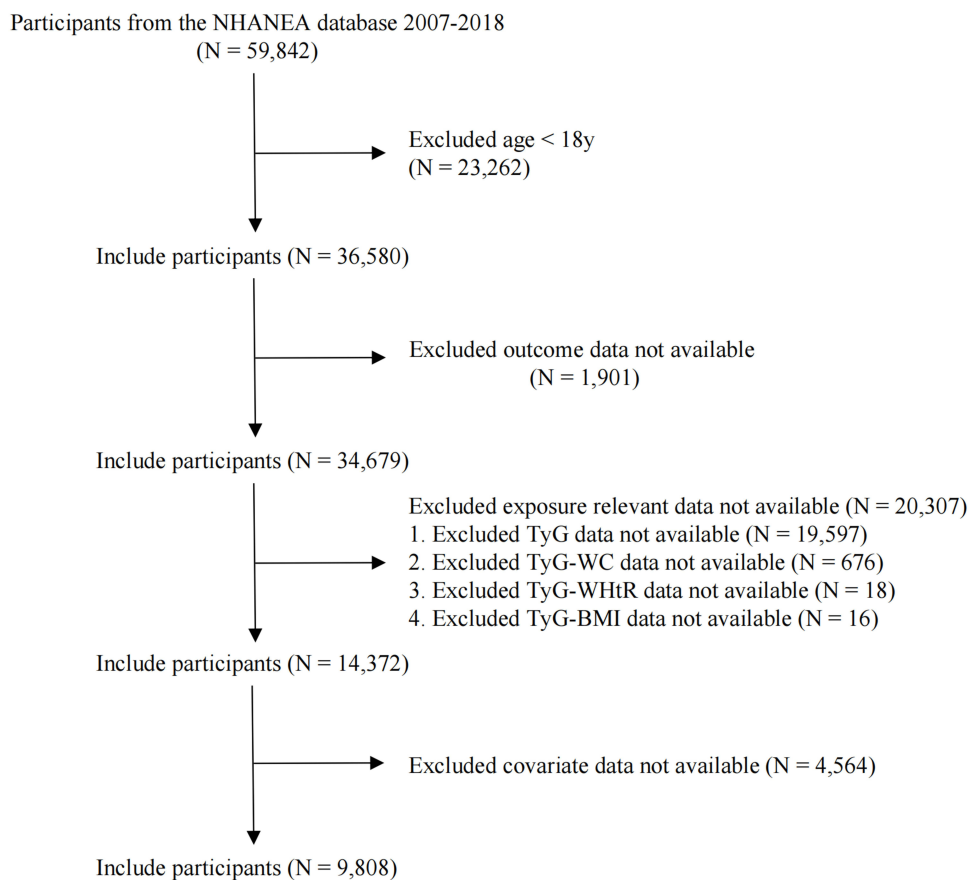 Participants from the NHANEA database 2007-2018
(N = 59,842)
Excluded age < 18y
(N = 23,262)
Include participants (N = 36,580)
Excluded outcome data not available
(N = 1,901)
Include participants (N = 34,679)
Excluded exposure relevant data not available (N = 20,307)
1. Excluded TyG data not available (N = 19,597)
2. Excluded TyG-WC data not available (N = 676)
3. Excluded TyG-WHtR data not available (N = 18)
4. Excluded TyG-BMI data not available (N = 16)
Include participants (N = 14,372)
Excluded covariate data not available (N = 4,564)
Include participants (N = 9,808)